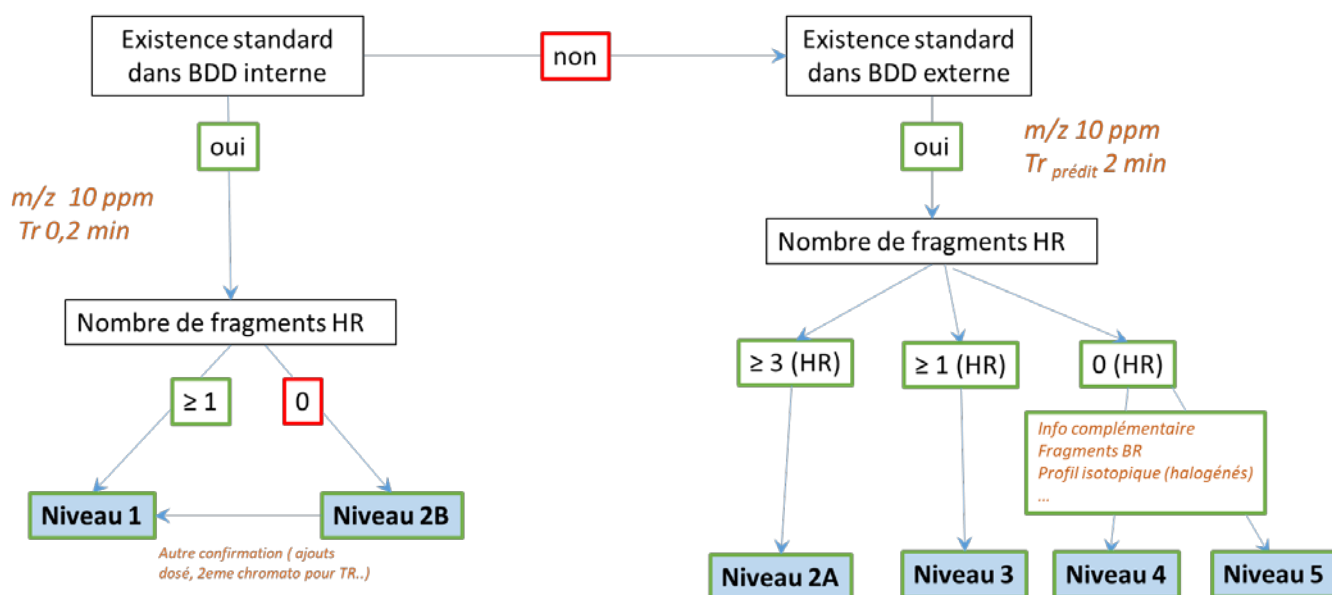 Existence standard
dans BDD interne
non
Existence standard
dans BDD externe
oui
m/z 10 ppm
Tr 0,2 min
oui
m/z 10 ppm
Tr prédit 2 min
Nombre de fragments HR
≥ 1
0
Niveau 1
Niveau 2B
Autre confirmation ( ajouts
dosé, 2eme chromato pour TR..)
Nombre de fragments HR
≥ 3 (HR)
≥ 1 (HR)
0 (HR)
Info complémentaire
Fragments BR
Profil isotopique (halogénés)
...
Niveau 2A
Niveau 3
Niveau 4
Niveau 5